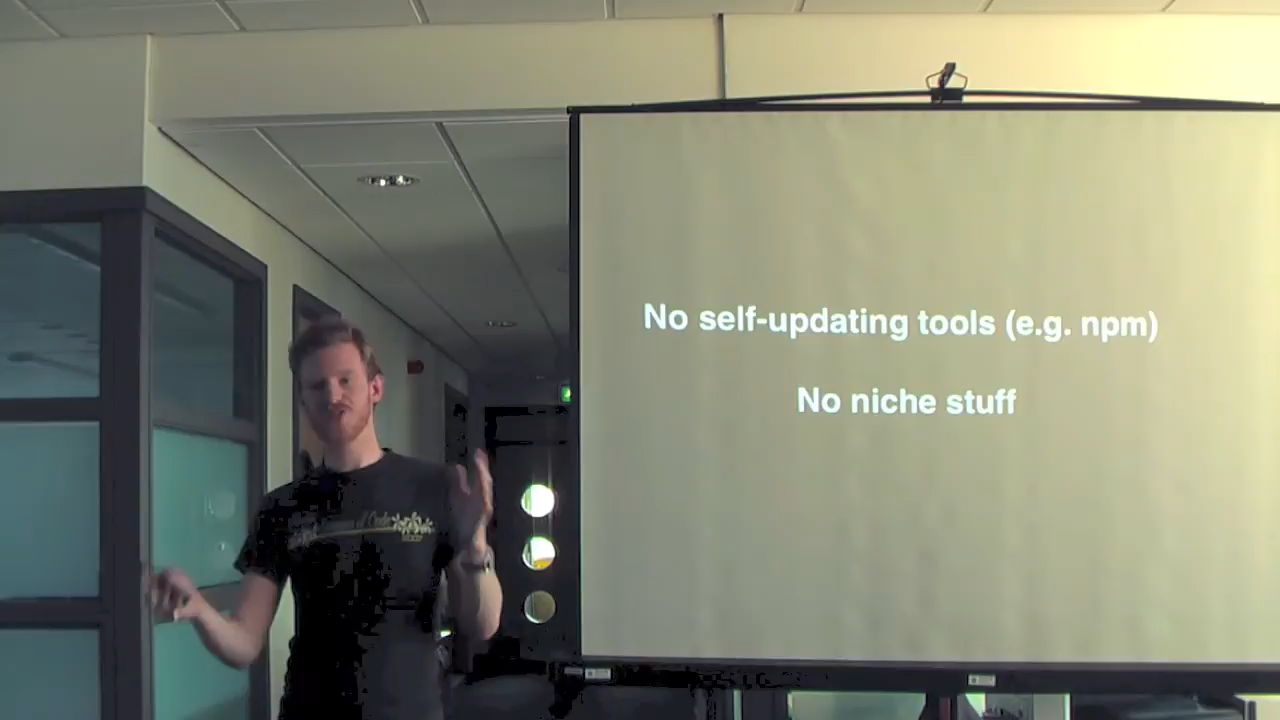 No self-updating tools (e.g. npm)
No niche stuff